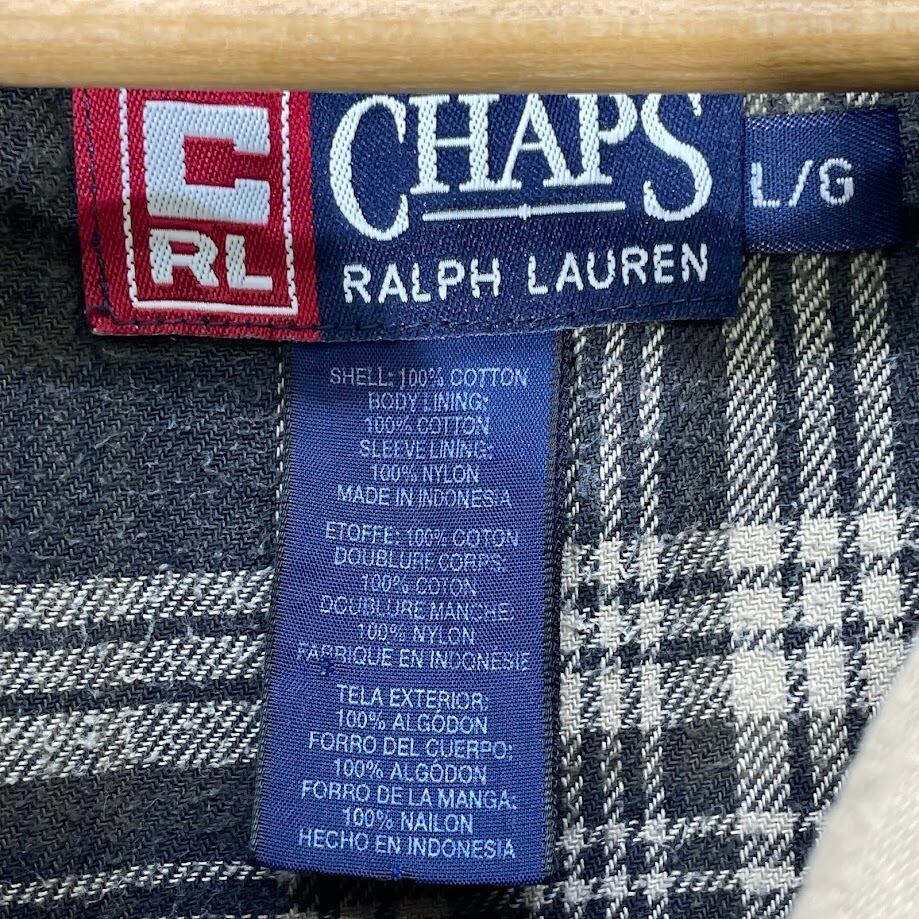 C
RL
CHAPS
RALPH LAUREN
L/G
SHELL: 100% COTTON
BODY LINING:
100% COTTON
SLEEVE LINING:
100% NYLON
MADE IN INDONESIA
ETOFFE: 100% COTON
DOUBLURE CORPS:
100% COTON
DOUBLURE MANCHE:
100% NYLON
FABRIQUE EN INDONÉSIE
TELA EXTERIOR:
100% ALGODON
FORRO DEL CUERPO:
100% ALGÓDON
FORRO DE LA MANGA:
100% NAILON
HECHO EN INDONESIA